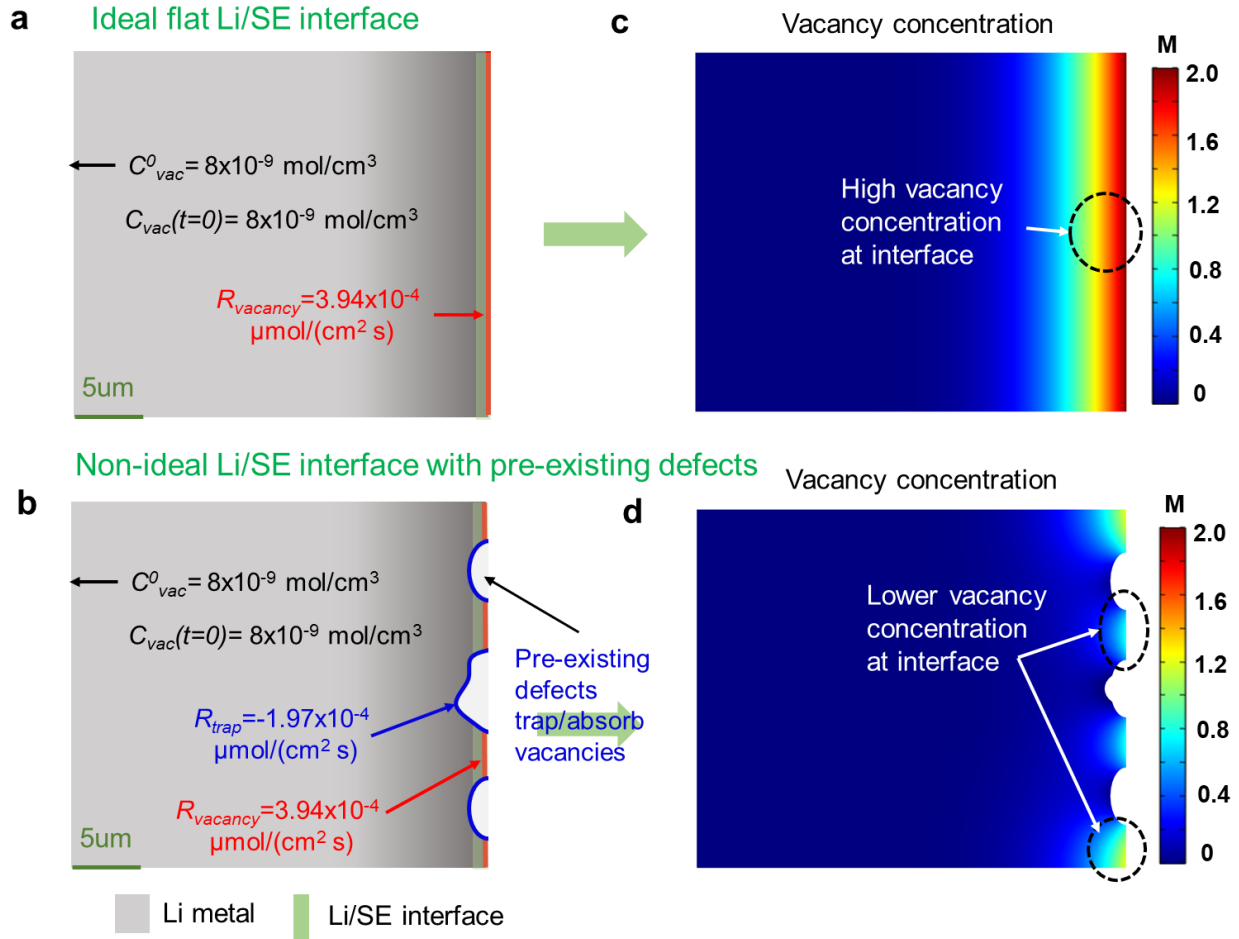 a
Ideal flat Li/SE interface
C⁰vac= 8x10⁻⁹ mol/cm³
Cvac(t=0)= 8x10⁻⁹ mol/cm³
Rvacancy=3.94x10⁻⁴
µmol/(cm² s)
5um
c
Vacancy concentration
M
High vacancy
concentration
at interface
2.0
1.6
1.2
0.8
0.4
0
Non-ideal Li/SE interface with pre-existing defects
b
C⁰vac= 8x10⁻⁹ mol/cm³
Cvac(t=0)= 8x10⁻⁹ mol/cm³
Rtrap=-1.97x10⁻⁴
µmol/(cm² s)
Rvacancy=3.94x10⁻⁴
µmol/(cm² s)
5um
Pre-existing
defects
trap/absorb
vacancies
d
Vacancy concentration
M
Lower vacancy
concentration
at interface
2.0
1.6
1.2
0.8
0.4
0
Li metal
Li/SE interface